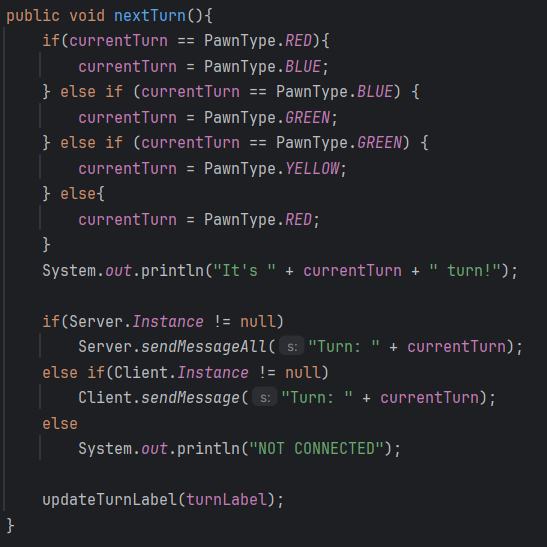 public void nextTurn(){
    if(currentTurn == PawnType.RED){
        currentTurn = PawnType.BLUE;
    } else if (currentTurn == PawnType.BLUE) {
        currentTurn = PawnType.GREEN;
    } else if (currentTurn == PawnType.GREEN) {
        currentTurn = PawnType.YELLOW;
    } else{
        currentTurn = PawnType.RED;
    }
    System.out.println("It's " + currentTurn + " turn!");

    if(Server.Instance != null)
        Server.sendMessageAll( s: "Turn: " + currentTurn);
    else if(Client.Instance != null)
        Client.sendMessage( s: "Turn: " + currentTurn);
    else
        System.out.println("NOT CONNECTED");

    updateTurnLabel(turnLabel);
}